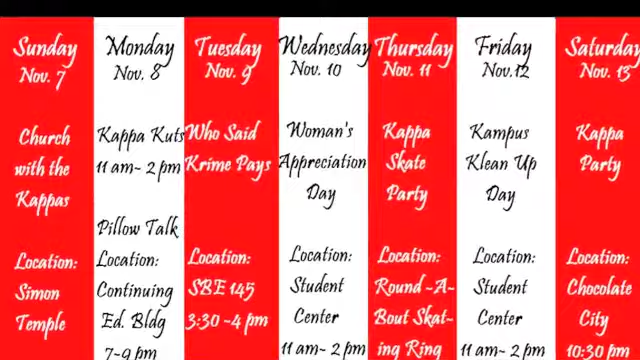 Sunday
Nov. 7
Church
with the
Kappas
Location:
Simon
Temple
Monday
Nov. 8
Kappa Kuts
11 am~ 2 pm
Pillow Talk
Location:
Continuing
Ed. Bldg
7~9 pm
Tuesday
Nov. 9
Who Said
Krime Pays
Location:
SBE 145
3:30 ~4 pm
Wednesday
Nov. 10
Woman's
Appreciation
Day
Location:
Student
Center
11 am ~ 2 pm
Thursday
Nov. 11
Kappa
Skate
Party
Location:
Round ~A~
Bout Skat~
ing Ring
Friday
Nov.12
Kampus
Klean Up
Day
Location:
Student
Center
11 am ~ 2 pm
Saturday
Nov. 13
Kappa
Party
Location:
Chocolate
City
10:30 pm